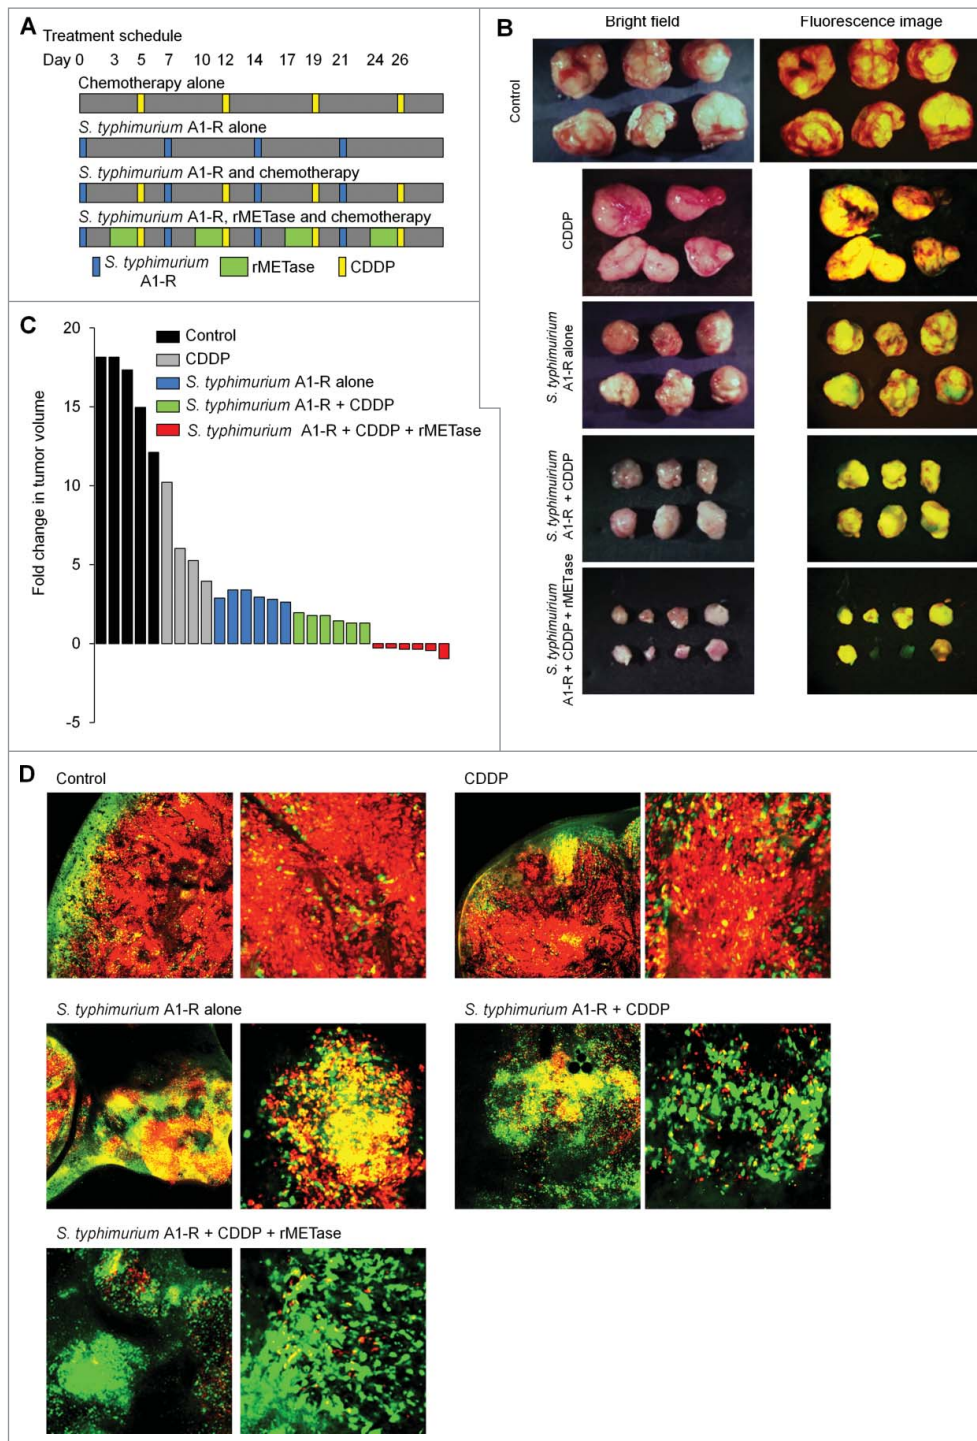 A
Treatment schedule
Day 0 3 5 7 10 12 14 17 19 21 24 26
Chemotherapy alone
S. typhimurium A1-R alone
S. typhimurium A1-R and chemotherapy
S. typhimurium A1-R, rMETase and chemotherapy
S. typhimurium A1-R
rMETase
CDDP
B
Bright field
Fluorescence image
Control
CDDP
S. typhimuirium
A1-R alone
S. typhimuirium
A1-R + CDDP
S. typhimuirium
A1-R + CDDP + rMETase
C
Fold change in tumor volume
20
15
10
5
0
-5
Control
CDDP
S. typhimurium A1-R alone
S. typhimurium A1-R + CDDP
S. typhimurium A1-R + CDDP + rMETase
D
Control
CDDP
S. typhimurium A1-R alone
S. typhimurium A1-R + CDDP
S. typhimurium A1-R + CDDP + rMETase